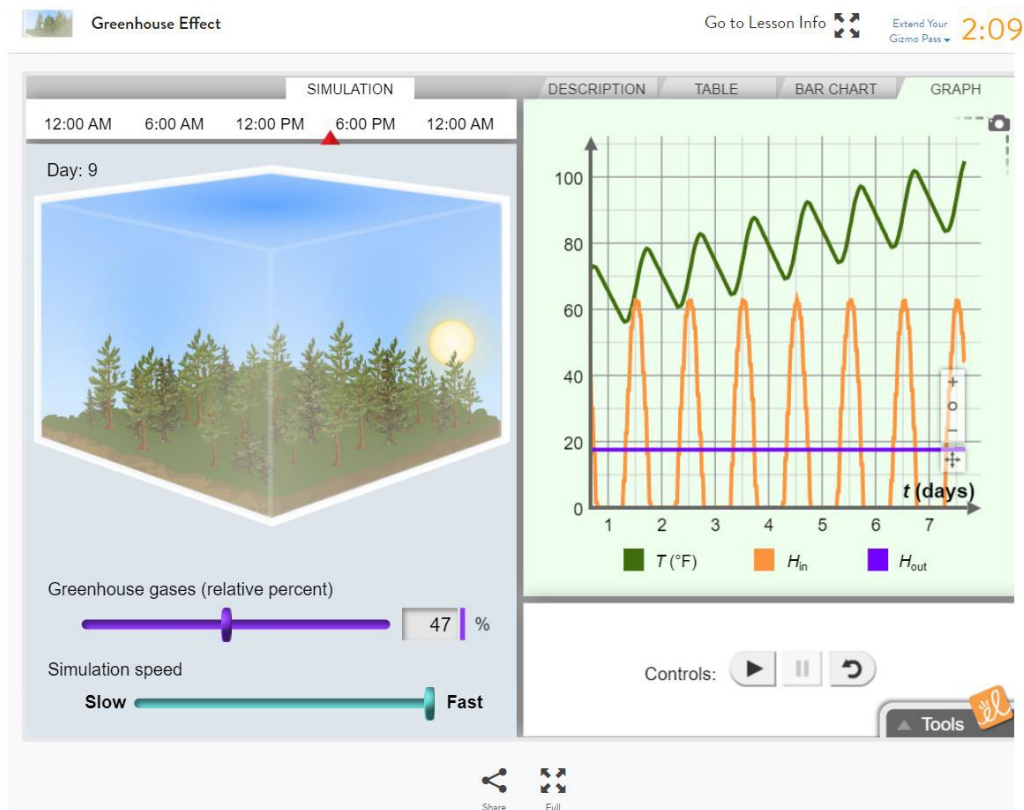 Greenhouse Effect
Go to Lesson Info
Extend Your
Gizmo Pass
2:09
SIMULATION
12:00 AM 6:00 AM 12:00 PM 6:00 PM 12:00 AM
Day: 9
Greenhouse gases (relative percent)
47 %
Simulation speed
Slow Fast
DESCRIPTION TABLE BAR CHART GRAPH
100
80
60
40
20
0
+
o
−
t (days)
1 2 3 4 5 6 7
T (°F) Hin Hout
Controls:
Tools
él
Share Full